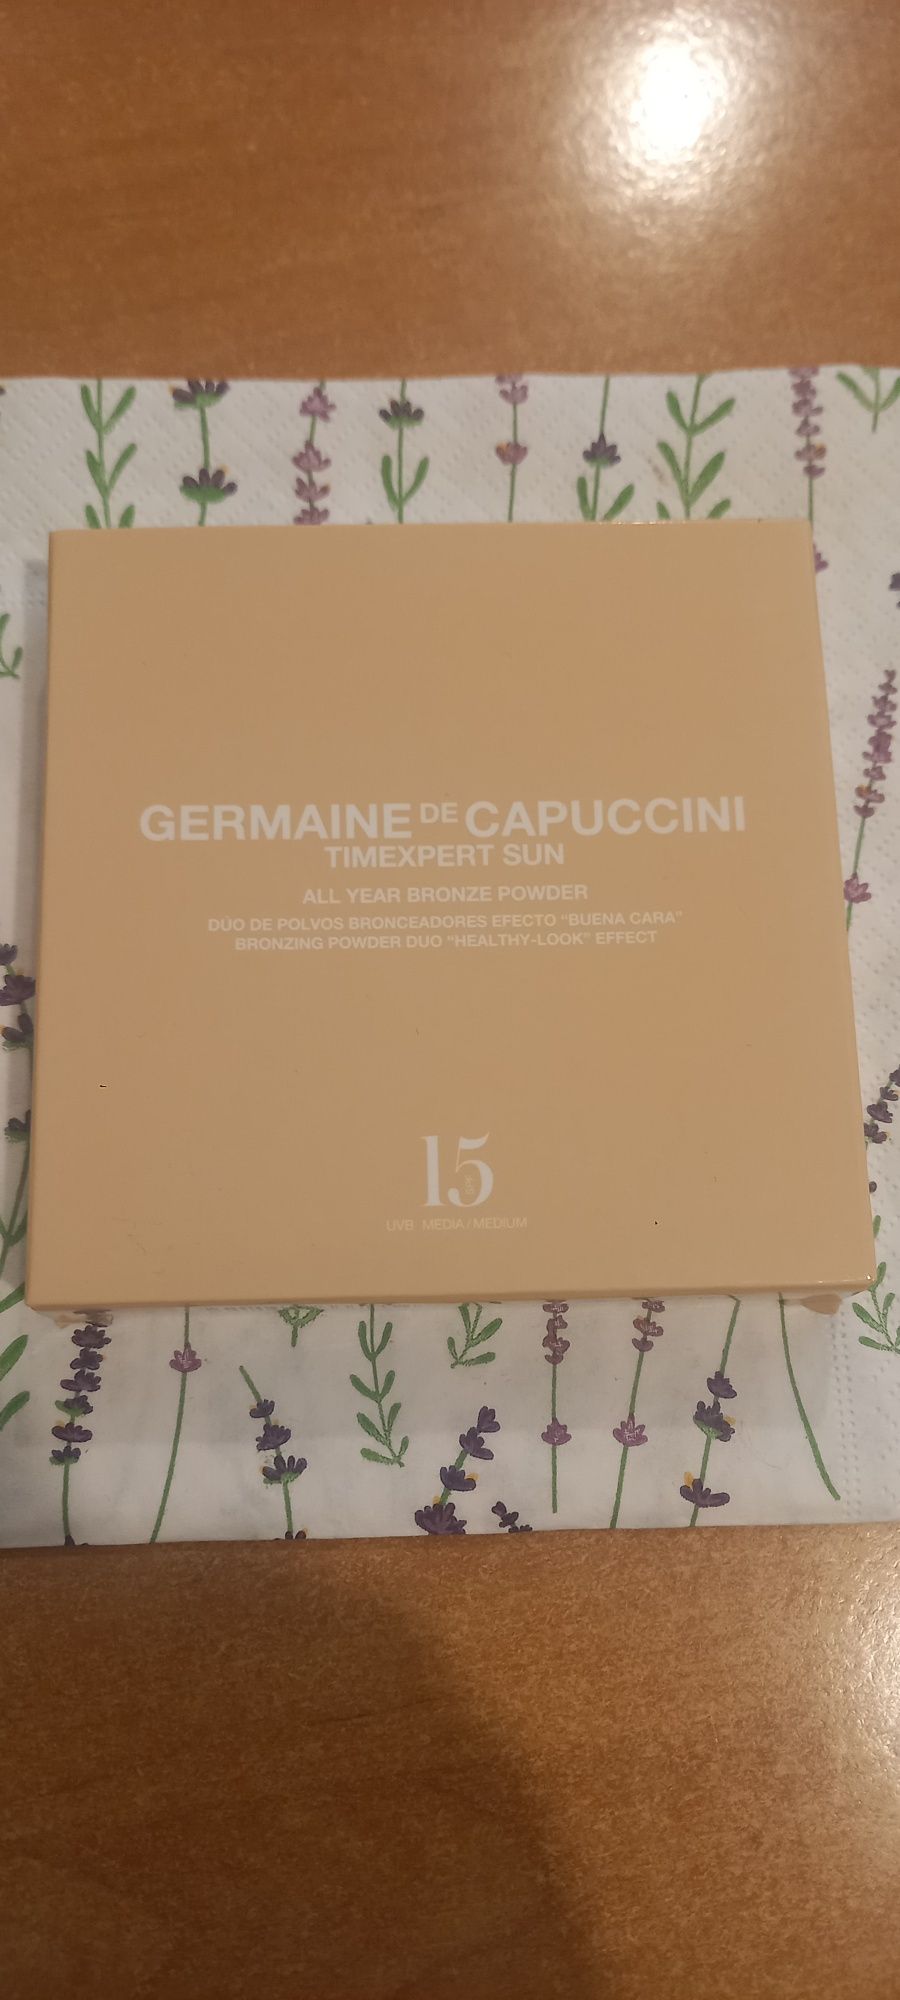 GERMAINE DE CAPUCCINI
TIMEXPERT SUN
ALL YEAR BRONZE POWDER
DÚO DE POLVOS BRONCEADORES EFECTO "BUENA CARA"
BRONZING POWDER DUO "HEALTHY-LOOK" EFFECT
15 SPF
UVB MEDIA / MEDIUM